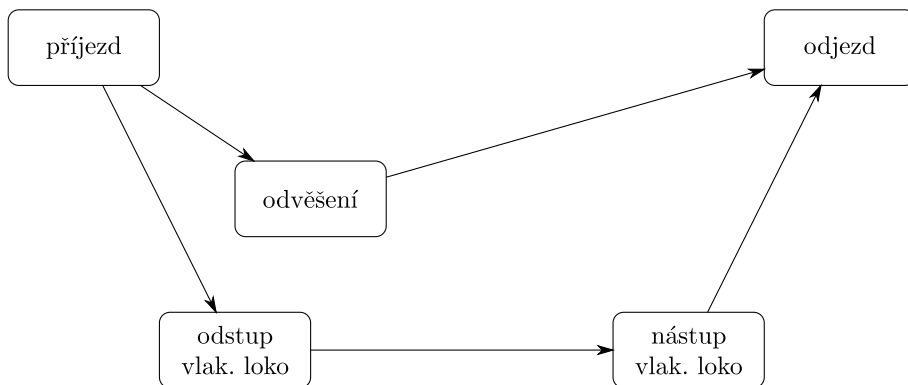 příjezd
odjezd
odvěšení
odstup
vlak. loko
nástup
vlak. loko